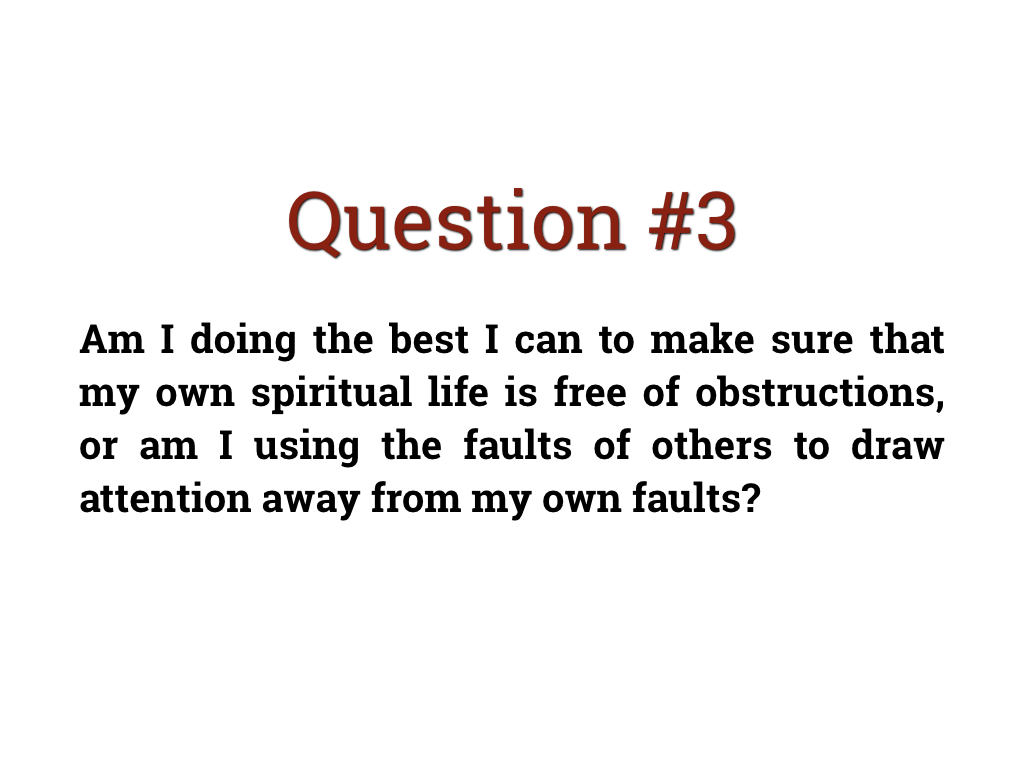 Question #3
Am I doing the best I can to make sure that
my own spiritual life is free of obstructions,
or am I using the faults of others to draw
attention away from my own faults?